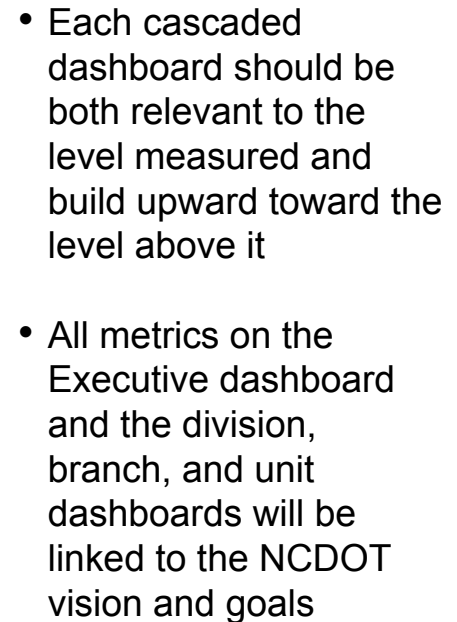 • Each cascaded
dashboard should be
both relevant to the
level measured and
build upward toward the
level above it
• All metrics on the
Executive dashboard
and the division,
branch, and unit
dashboards will be
linked to the NCDOT
vision and goals